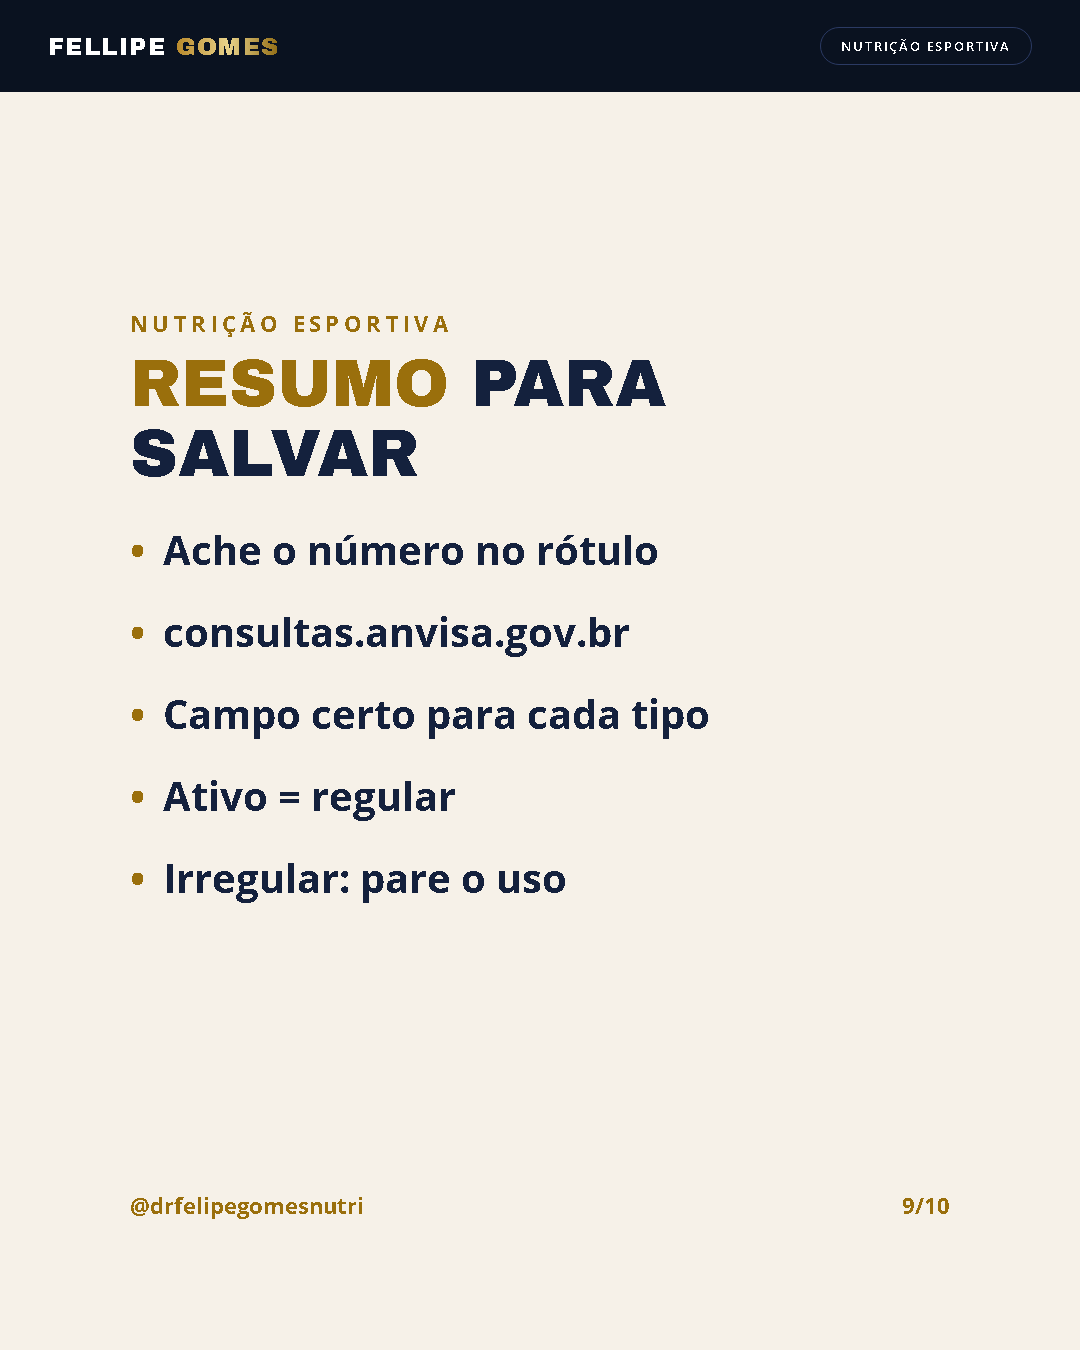 FELLIPE GOMES
NUTRIÇÃO ESPORTIVA
NUTRIÇÃO ESPORTIVA
RESUMO PARA
SALVAR
• Ache o número no rótulo
• consultas.anvisa.gov.br
• Campo certo para cada tipo
• Ativo = regular
• Irregular: pare o uso
@drfelipegomesnutri
9/10